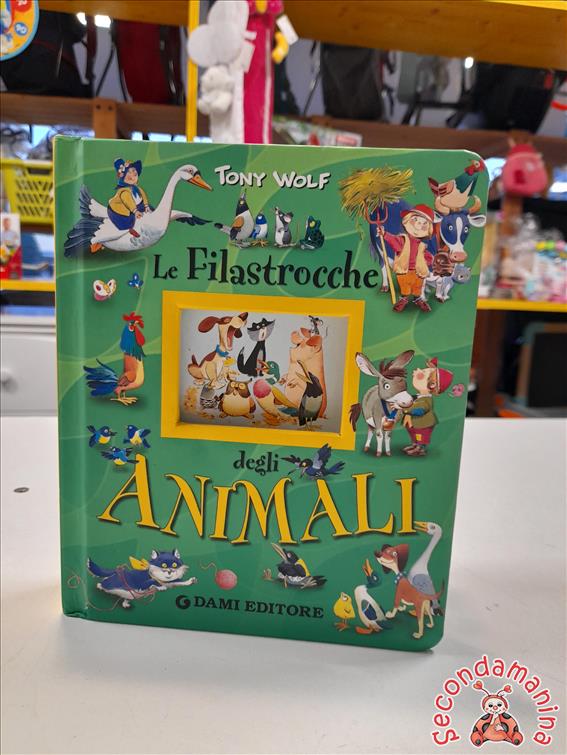 TONY WOLF
Le Filastrocche
degli
ANIMALI
DAMI EDITORE
Secondamanina